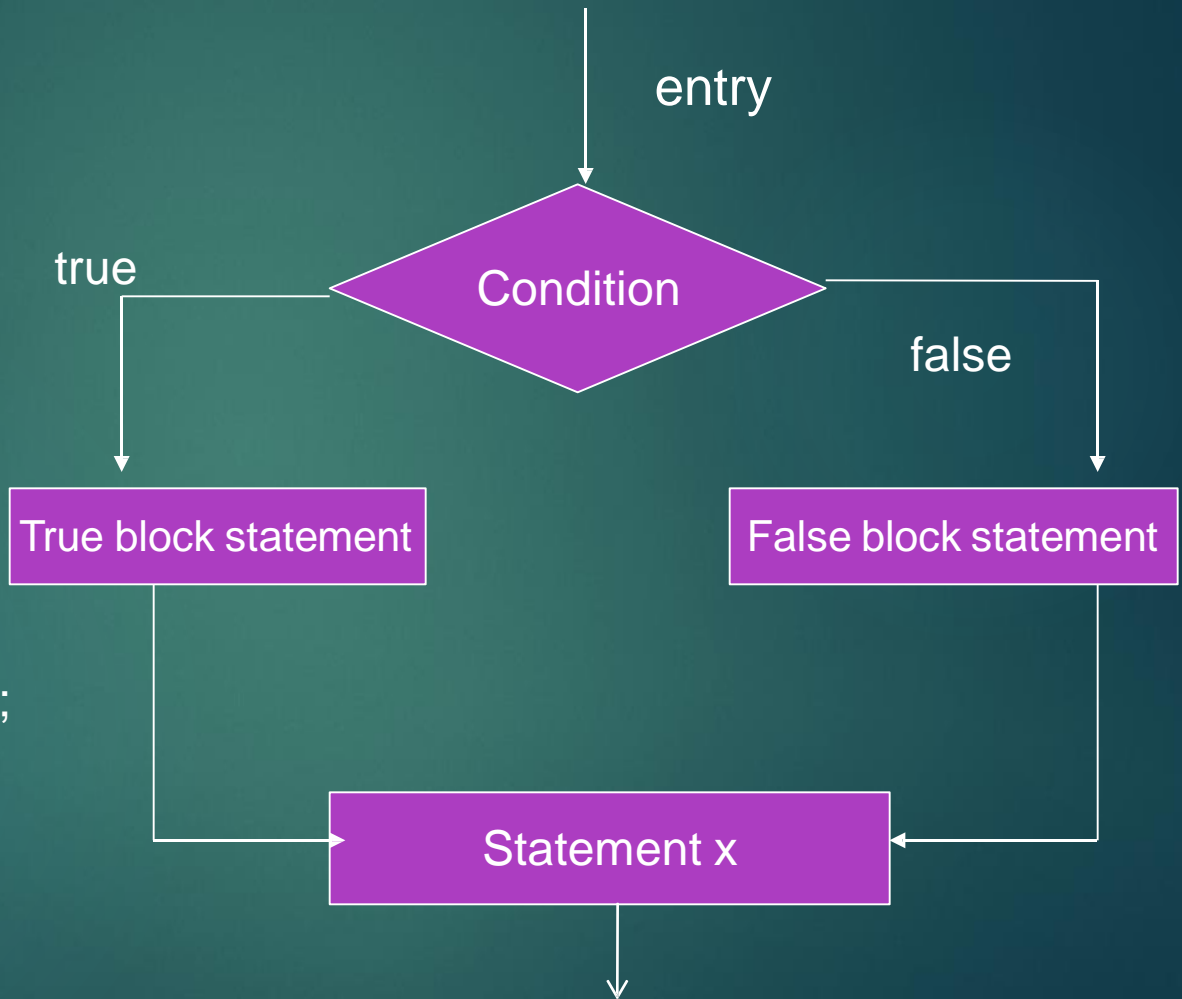 entry
true
Condition
false
True block statement
False block statement
;
Statement x